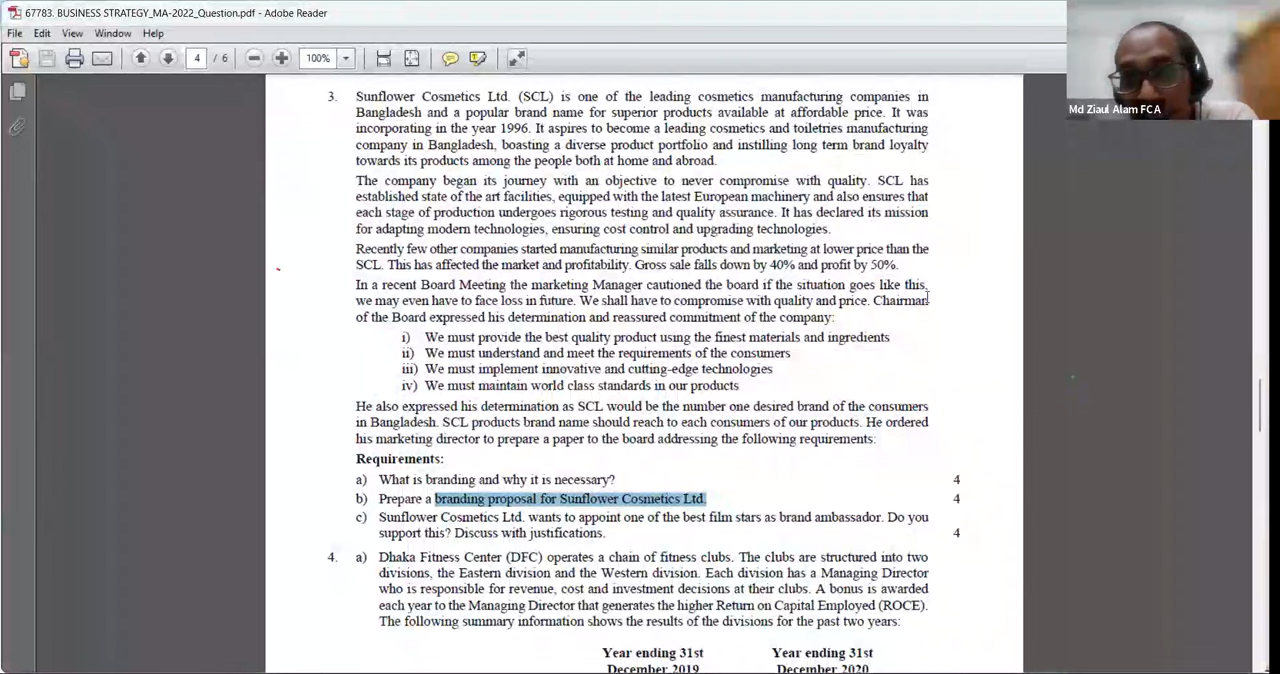 67783. BUSINESS STRATEGY_MA-2022_Question.pdf - Adobe Reader
File Edit View Window Help
4 / 6 100%
Md Ziaul Alam FCA
3. Sunflower Cosmetics Ltd. (SCL) is one of the leading cosmetics manufacturing companies in
Bangladesh and a popular brand name for superior products available at affordable price. It was
incorporating in the year 1996. It aspires to become a leading cosmetics and toiletries manufacturing
company in Bangladesh, boasting a diverse product portfolio and instilling long term brand loyalty
towards its products among the people both at home and abroad.
The company began its journey with an objective to never compromise with quality. SCL has
established state of the art facilities, equipped with the latest European machinery and also ensures that
each stage of production undergoes rigorous testing and quality assurance. It has declared its mission
for adapting modern technologies, ensuring cost control and upgrading technologies.
Recently few other companies started manufacturing similar products and marketing at lower price than the
SCL. This has affected the market and profitability. Gross sale falls down by 40% and profit by 50%.
In a recent Board Meeting the marketing Manager cautioned the board if the situation goes like this,
we may even have to face loss in future. We shall have to compromise with quality and price. Chairman
of the Board expressed his determination and reassured commitment of the company:
i) We must provide the best quality product using the finest materials and ingredients
ii) We must understand and meet the requirements of the consumers
iii) We must implement innovative and cutting-edge technologies
iv) We must maintain world class standards in our products
He also expressed his determination as SCL would be the number one desired brand of the consumers
in Bangladesh. SCL products brand name should reach to each consumers of our products. He ordered
his marketing director to prepare a paper to the board addressing the following requirements:
Requirements:
a) What is branding and why it is necessary? 4
b) Prepare a branding proposal for Sunflower Cosmetics Ltd. 4
c) Sunflower Cosmetics Ltd. wants to appoint one of the best film stars as brand ambassador. Do you
support this? Discuss with justifications. 4
4. a) Dhaka Fitness Center (DFC) operates a chain of fitness clubs. The clubs are structured into two
divisions, the Eastern division and the Western division. Each division has a Managing Director
who is responsible for revenue, cost and investment decisions at their clubs. A bonus is awarded
each year to the Managing Director that generates the higher Return on Capital Employed (ROCE).
The following summary information shows the results of the divisions for the past two years:
Year ending 31st Year ending 31st
December 2019 December 2020